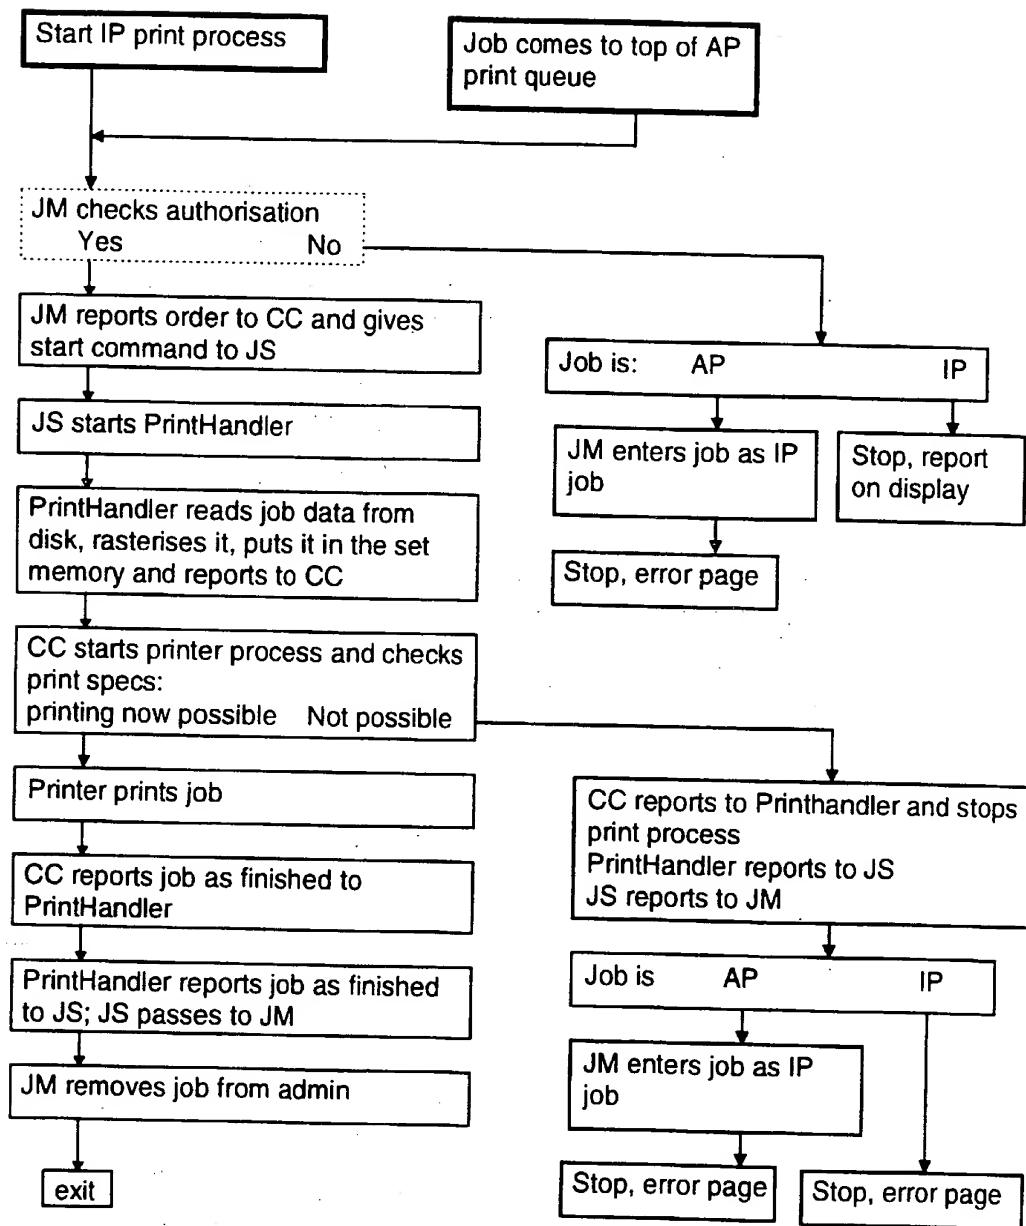 Start IP print process
Job comes to top of AP
print queue
JM checks authorisation
Yes No
JM reports order to CC and gives
start command to JS
Job is: AP IP
JS starts PrintHandler
JM enters job as IP
job
Stop, report
on display
PrintHandler reads job data from
disk, rasterises it, puts it in the set
memory and reports to CC
Stop, error page
CC starts printer process and checks
print specs:
printing now possible Not possible
Printer prints job
CC reports to Printhandler and stops
print process
PrintHandler reports to JS
JS reports to JM
CC reports job as finished to
PrintHandler
PrintHandler reports job as finished
to JS; JS passes to JM
Job is AP IP
JM removes job from admin
JM enters job as IP
job
exit
Stop, error page
Stop, error page